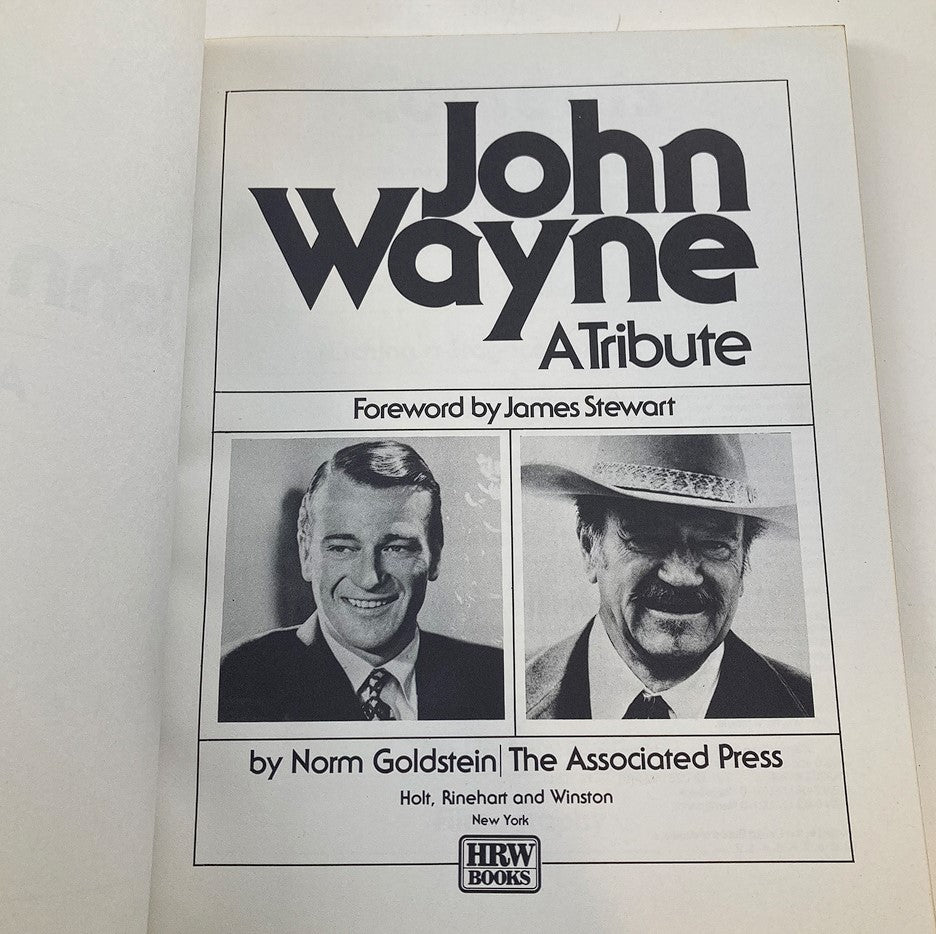 John
Wayne
A Tribute
Foreword by James Stewart
by Norm Goldstein | The Associated Press
Holt, Rinehart and Winston
New York
HRW
BOOKS